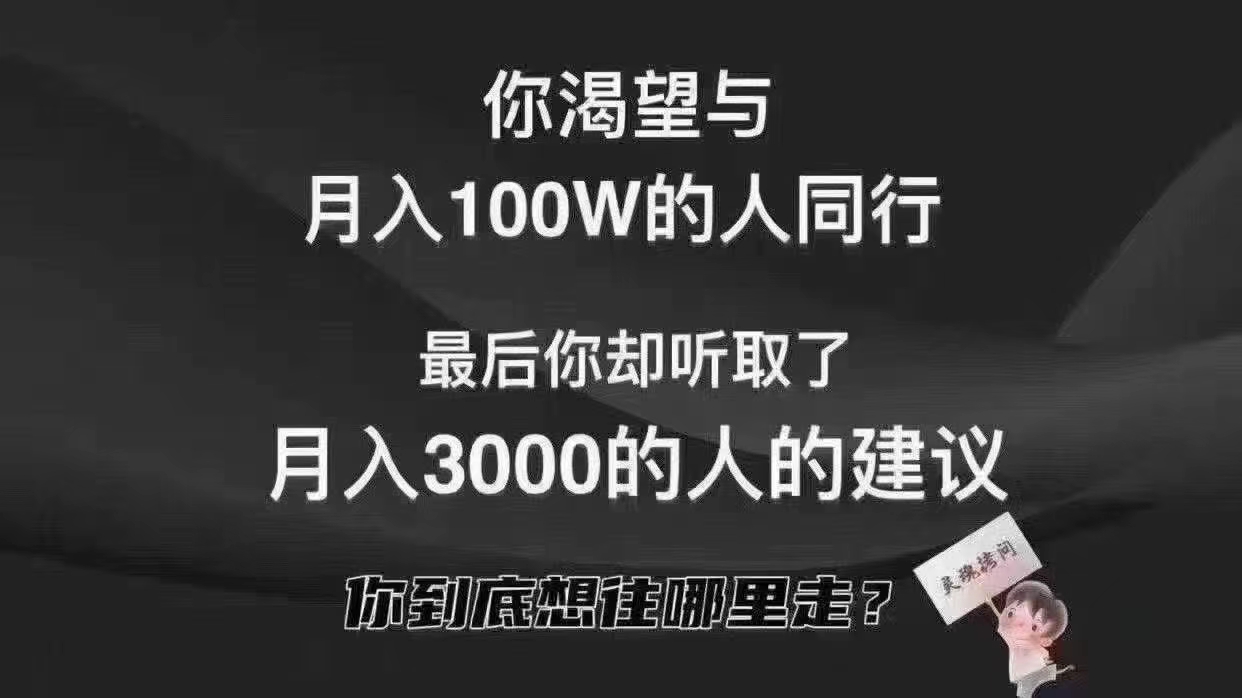 你渴望与
月入100W的人同行
最后你却听取了
月入3000的人的建议
你到底想往哪里走?
灵魂拷问